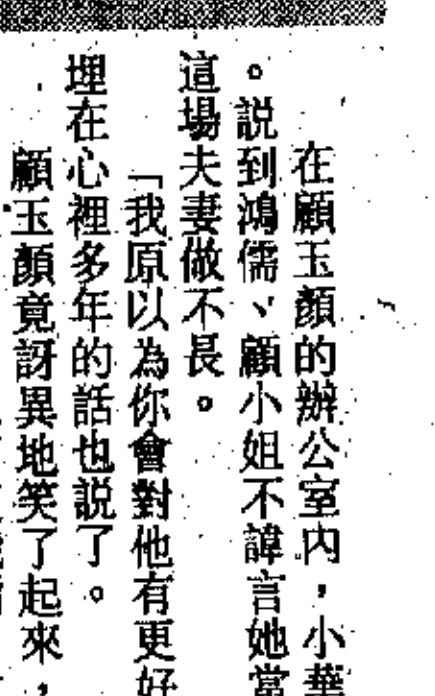 在顧玉顏的辦公室內，小華
。說到鴻儒、顧小姐不諱言她當
這場夫妻做不長。
「我原以為你會對他有更好
埋在心裡多年的話也說了。
顧玉顏竟訝異地笑了起來，